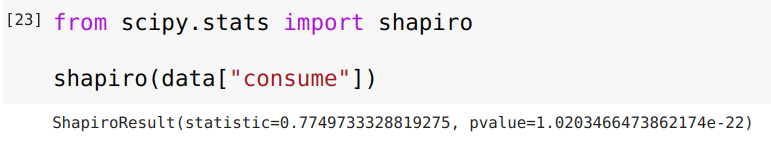 [23] from scipy.stats import shapiro
shapiro(data["consume"])
ShapiroResult(statistic=0.7749733328819275, pvalue=1.0203466473862174e-22)